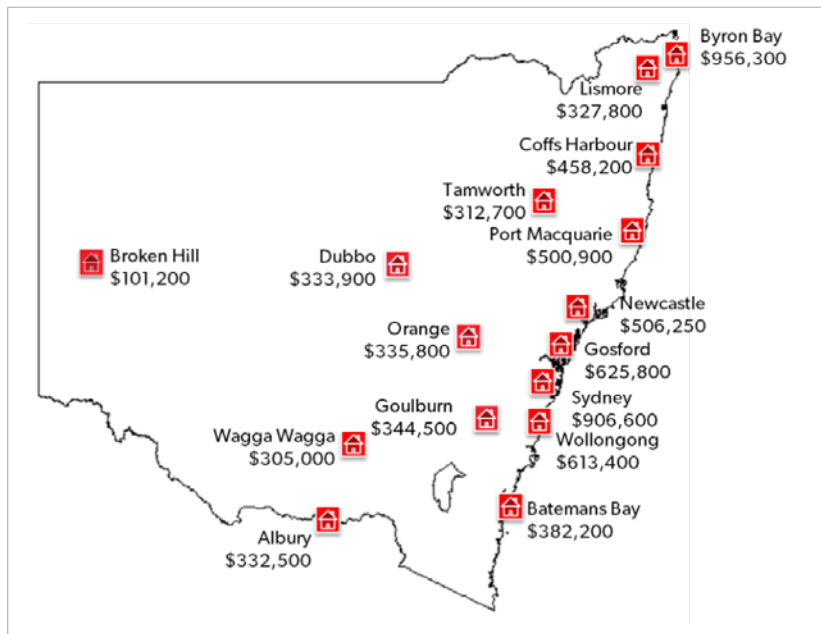 Byron Bay
$956,300
Lismore
$327,800
Coffs Harbour
$458,200
Tamworth
$312,700
Port Macquarie
$500,900
Broken Hill
$101,200
Dubbo
$333,900
Newcastle
$506,250
Orange
$335,800
Gosford
$625,800
Sydney
$906,600
Goulburn
$344,500
Wagga Wagga
$305,000
Wollongong
$613,400
Batemans Bay
$382,200
Albury
$332,500